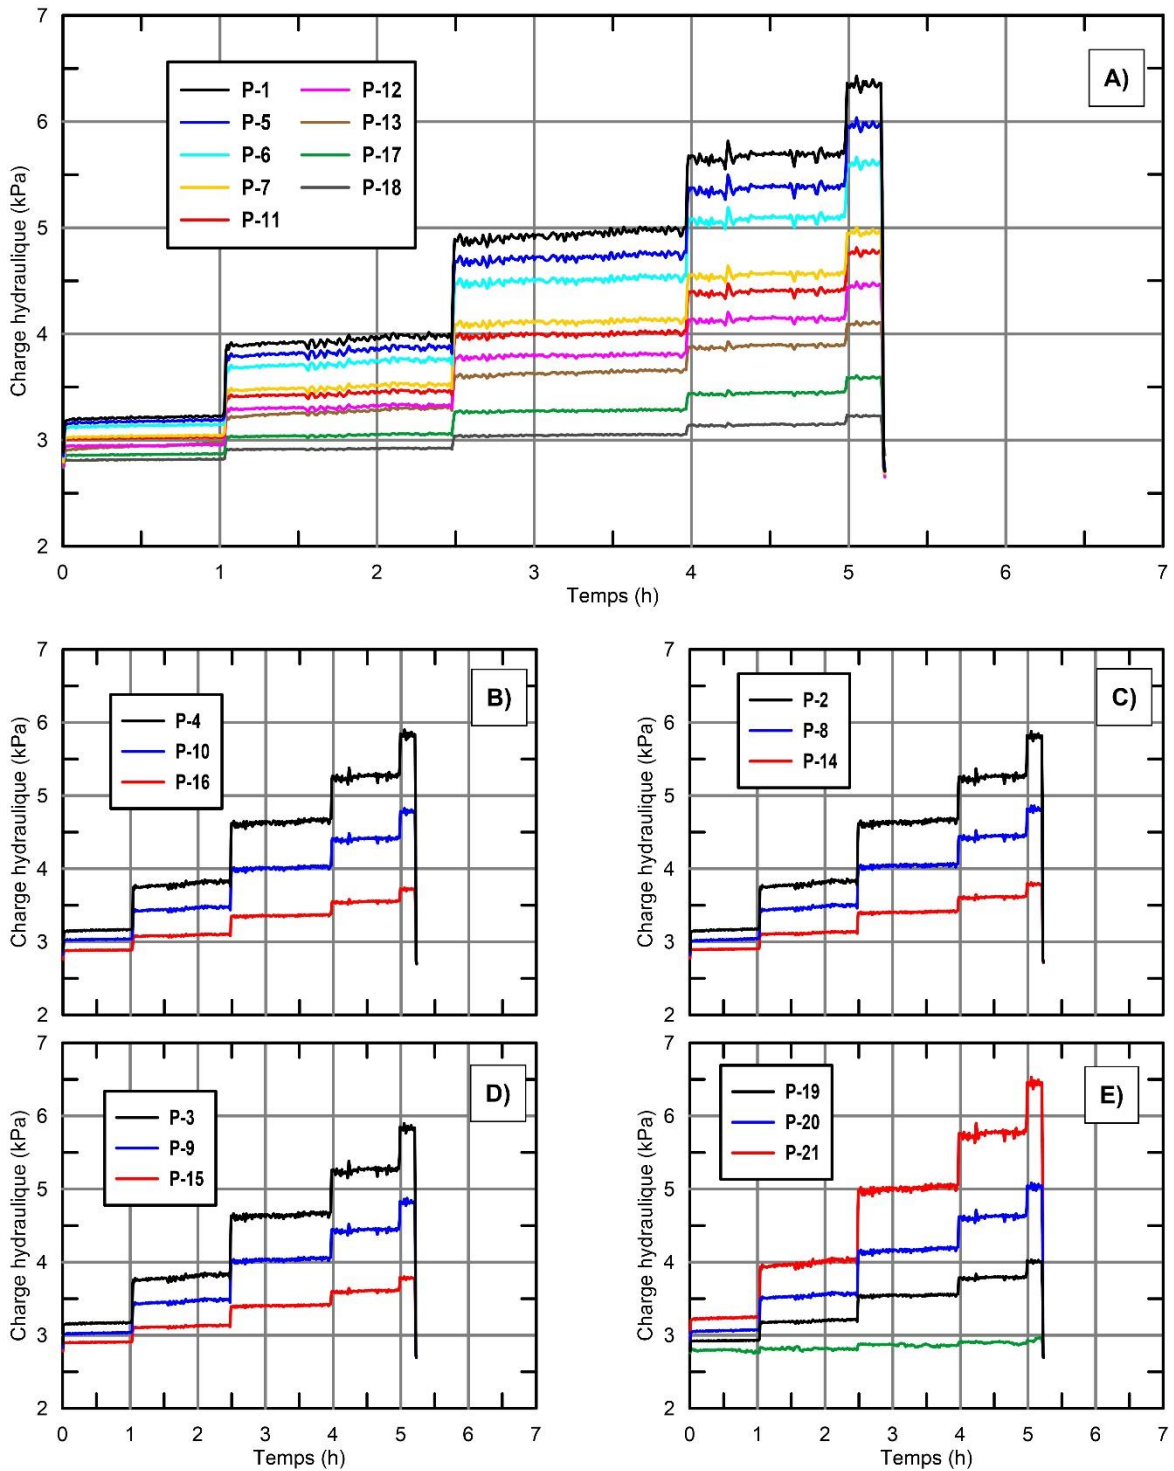 7
A)
P-1 P-12
P-5 P-13
P-6 P-17
P-7 P-18
P-11
6
5
4
3
2
Charge hydraulique (kPa)
0 1 2 3 4 5 6 7
Temps (h)
7
B)
P-4
P-10
P-16
6
5
4
3
2
Charge hydraulique (kPa)
7
C)
P-2
P-8
P-14
6
5
4
3
2
Charge hydraulique (kPa)
7
D)
P-3
P-9
P-15
6
5
4
3
2
Charge hydraulique (kPa)
0 1 2 3 4 5 6 7
Temps (h)
7
E)
P-19
P-20
P-21
6
5
4
3
2
Charge hydraulique (kPa)
0 1 2 3 4 5 6 7
Temps (h)